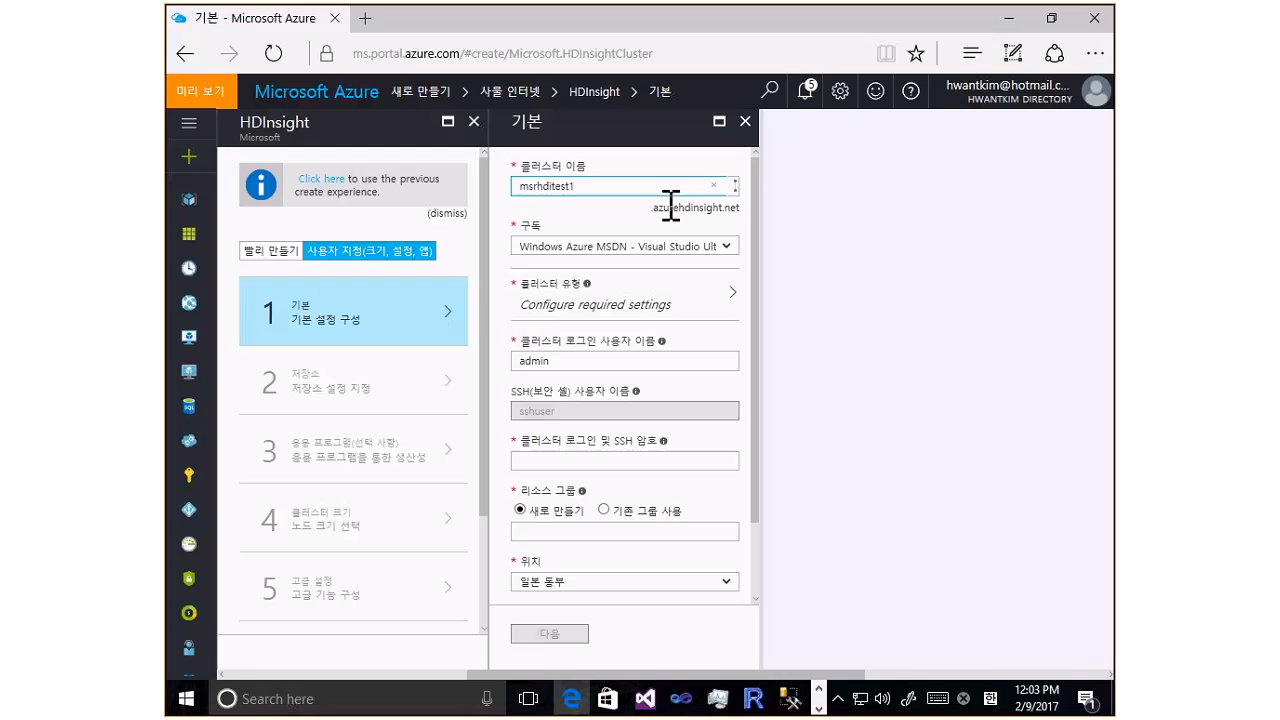 기본 - Microsoft Azure
ms.portal.azure.com/#create/Microsoft.HDInsightCluster
미리 보기
Microsoft Azure
새로 만들기 > 사물 인터넷 > HDInsight > 기본
5
hwantkim@hotmail.c...
HWANTKIM DIRECTORY
HDInsight
Microsoft
Click here to use the previous
create experience.
(dismiss)
빨리 만들기
사용자 지정(크기, 설정, 앱)
1
기본
기본 설정 구성
2
저장소
저장소 설정 지정
3
응용 프로그램(선택 사항)
응용 프로그램을 통한 생산성
4
클러스터 크기
노드 크기 선택
5
고급 설정
고급 기능 구성
기본
* 클러스터 이름
msrhditest1
.azurehdinsight.net
* 구독
Windows Azure MSDN - Visual Studio Ult
* 클러스터 유형
Configure required settings
* 클러스터 로그인 사용자 이름
admin
SSH(보안 셸) 사용자 이름
sshuser
* 클러스터 로그인 및 SSH 암호
* 리소스 그룹
새로 만들기
기존 그룹 사용
* 위치
일본 동부
다음
SQL
Search here
R
한
12:03 PM
2/9/2017
1